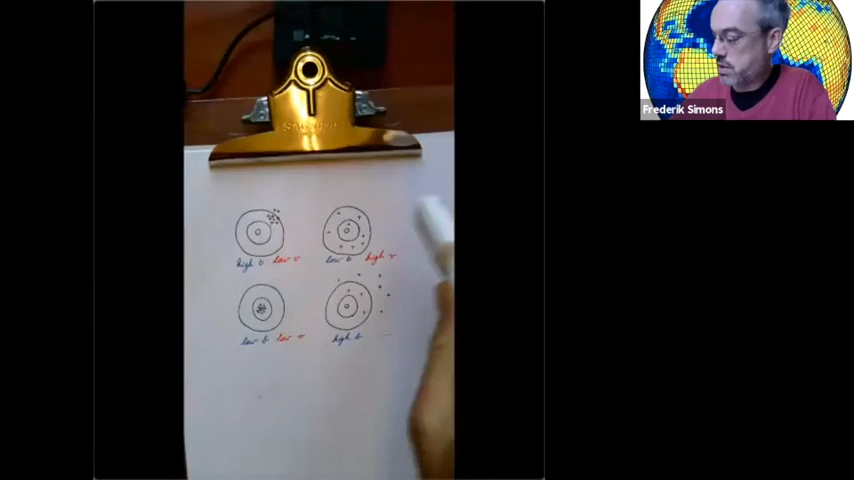 Frederik Simons
high b low v
low b high v
low b low v
high b